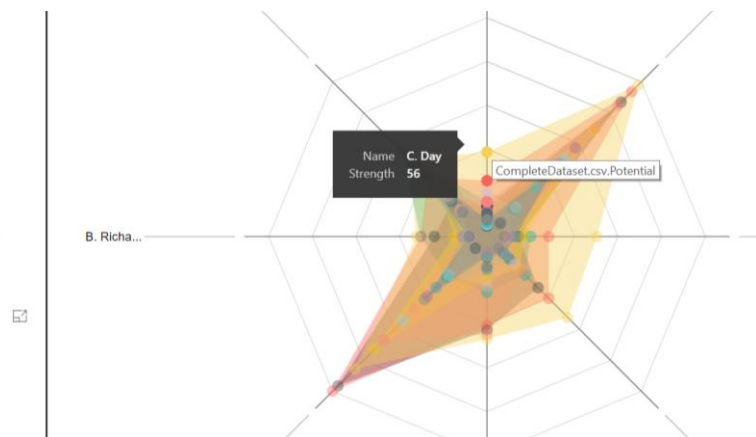 Name C. Day
Strength 56
CompleteDataset.csv.Potential
B. Richa...